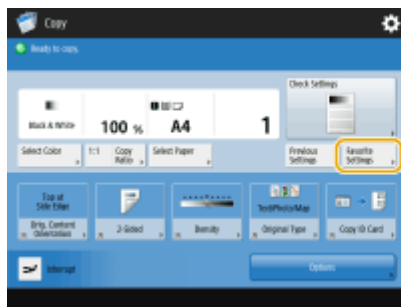 Copy
Ready to copy.
Check Settings
Black & White
100 %
A4
1
Select Color
1:1
Copy
Ratio
Select Paper
Previous
Settings
Favorite
Settings
Top at
Side Edge
Text/Photo/Map
Orig. Content
Orientation
2-Sided
Density
Original Type
Copy ID Card
Interrupt
Options